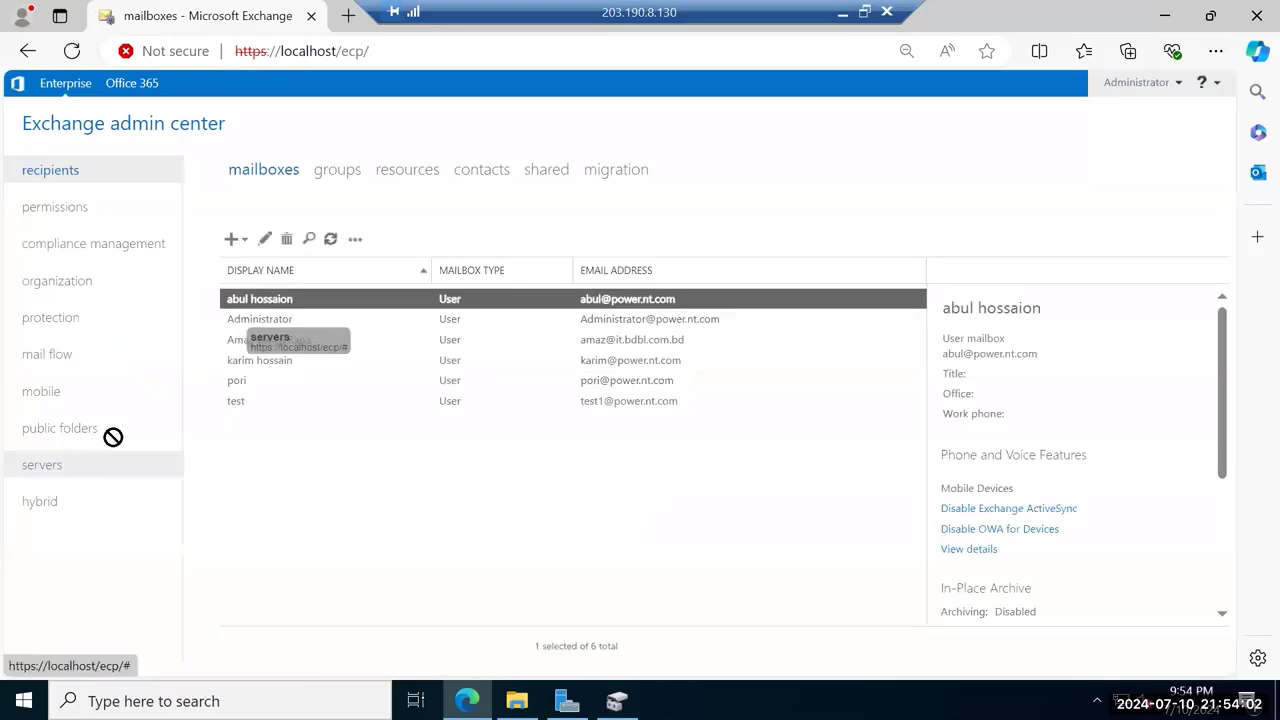 mailboxes - Microsoft Exchange
203.190.8.130
Not secure
https://localhost/ecp/
Enterprise Office 365
Administrator ?
Exchange admin center
recipients
permissions
compliance management
organization
protection
mail flow
mobile
public folders
servers
hybrid
mailboxes groups resources contacts shared migration
DISPLAY NAME MAILBOX TYPE EMAIL ADDRESS
abul hossaion User abul@power.nt.com
Administrator User Administrator@power.nt.com
Ama User amaz@it.bdbl.com.bd
servers
https://localhost/ecp/#
karim hossain User karim@power.nt.com
pori User pori@power.nt.com
test User test1@power.nt.com
abul hossaion
User mailbox
abul@power.nt.com
Title:
Office:
Work phone:
Phone and Voice Features
Mobile Devices
Disable Exchange ActiveSync
Disable OWA for Devices
View details
In-Place Archive
Archiving: Disabled
1 selected of 6 total
https://localhost/ecp/#
Type here to search
9:54 PM
7/10/2024
2024-07-10 21:54:02